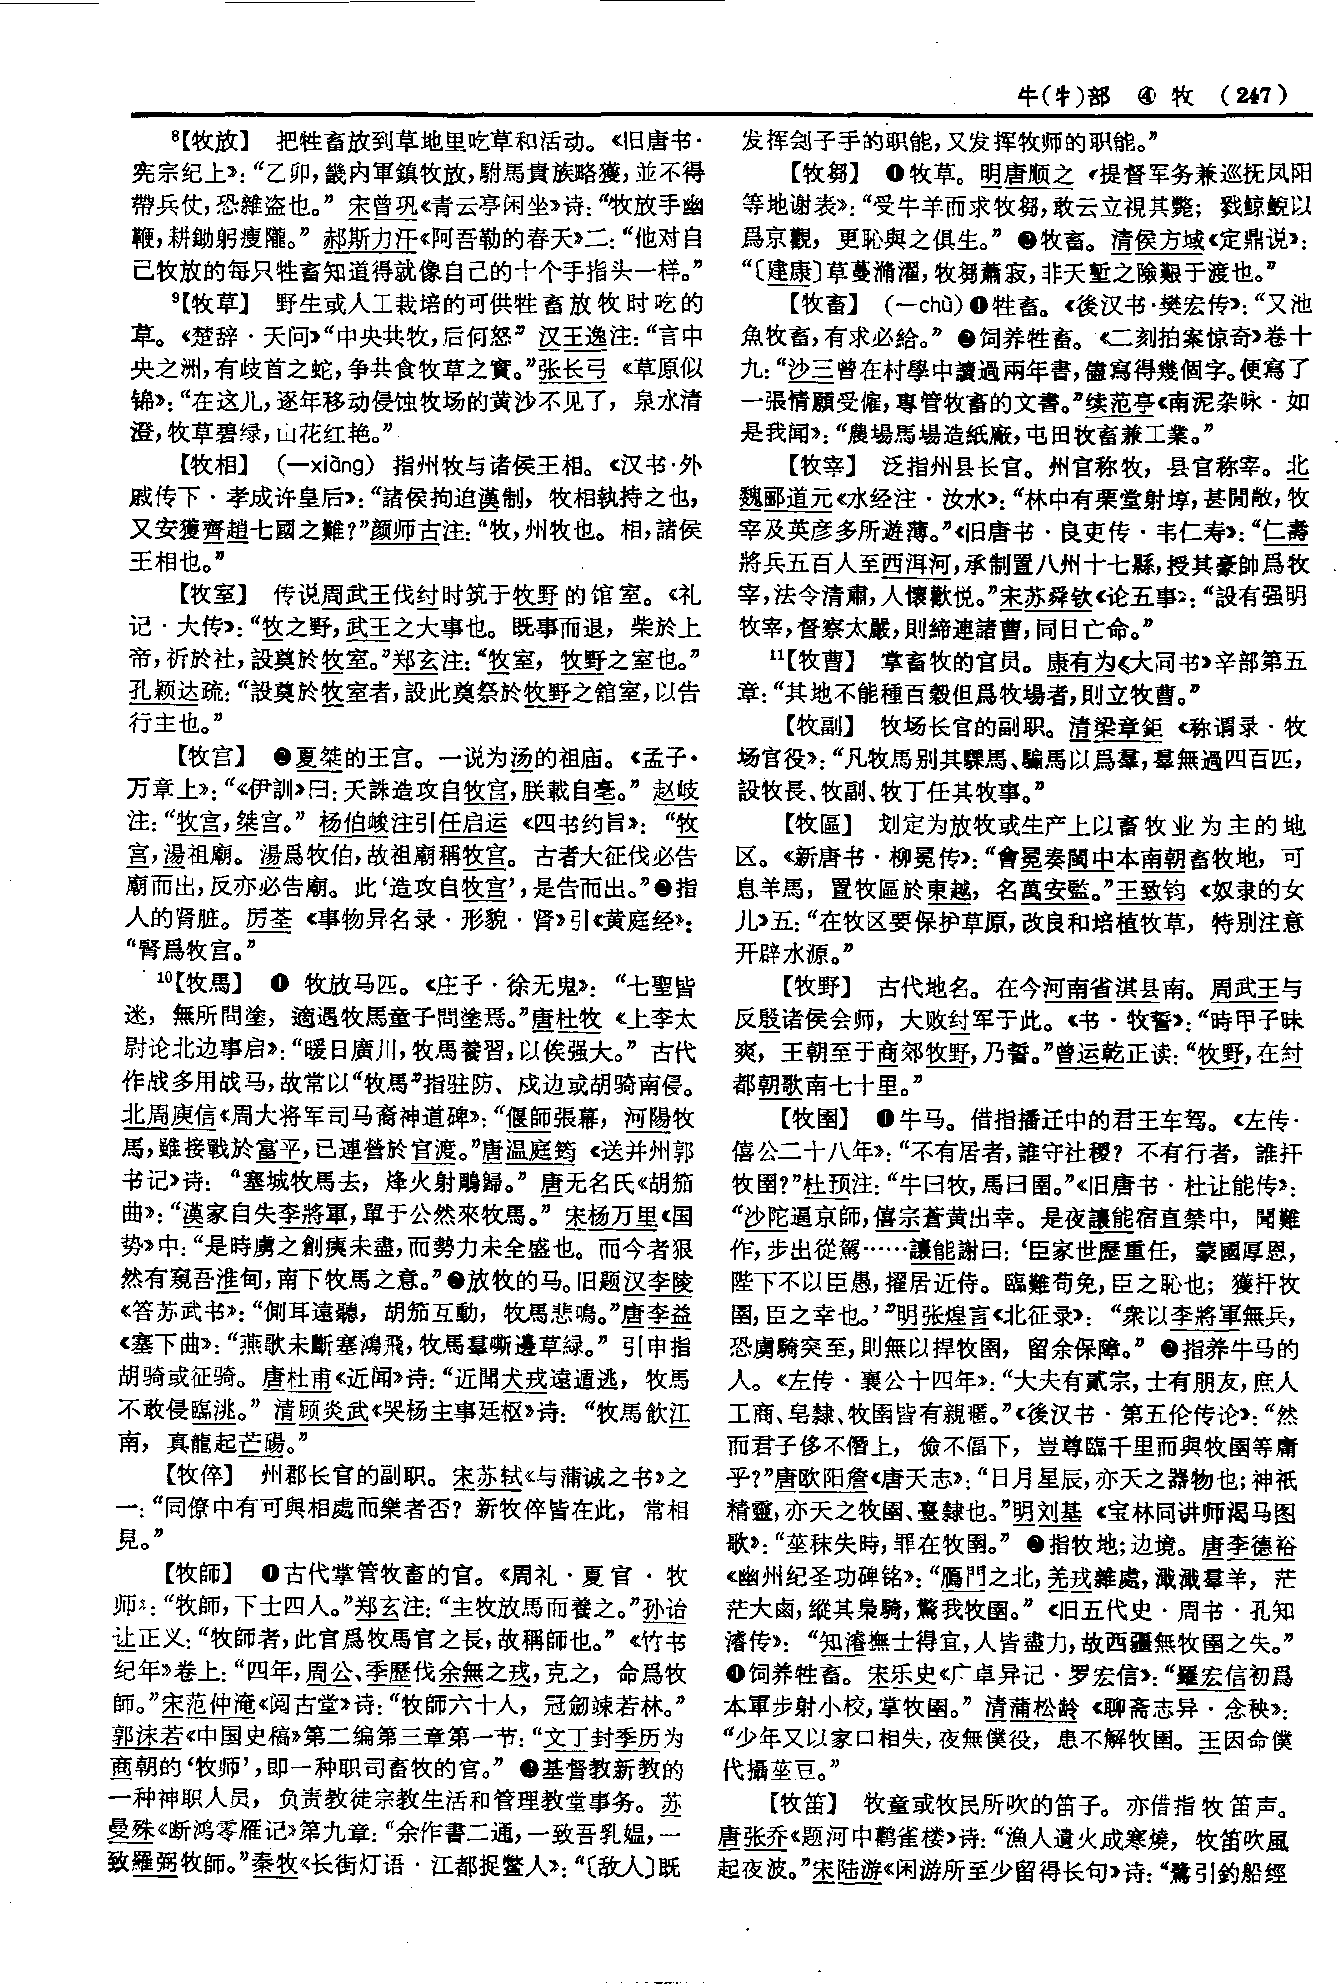 牛(牜)部　④　牧　(247)
⁸【牧放】　把牲畜放到草地里吃草和活动。《旧唐书·
宪宗纪上》:“乙卯,畿内軍鎮牧放,駙馬貴族略獲,並不得
帶兵仗,恐雜盗也。”　宋曾巩《青云亭闲坐》诗:“牧放手幽
鞭,耕鋤躬瘦隴。”　郝斯力汗《阿吾勒的春天》二:“他对自
己牧放的每只牲畜知道得就像自己的十个手指头一样。”
⁹【牧草】　野生或人工栽培的可供牲畜放牧时吃的
草。《楚辞·天问》“中央共牧,后何怒”　汉王逸注:“言中
央之洲,有歧首之蛇,争共食牧草之實。”张长弓《草原似
锦》:“在这儿,逐年移动侵蚀牧场的黄沙不见了,泉水清
澄,牧草碧绿,山花红艳。”
【牧相】　(—xiàng)　指州牧与诸侯王相。《汉书·外
戚传下·孝成许皇后》:“諸侯拘迫漢制,牧相執持之也,
又安獲齊趙七國之難?”颜师古注:“牧,州牧也。相,諸侯
王相也。”
【牧室】　传说周武王伐纣时筑于牧野的馆室。《礼
记·大传》:“牧之野,武王之大事也。既事而退,柴於上
帝,祈於社,設奠於牧室。”郑玄注:“牧室,牧野之室也。”
孔颖达疏:“設奠於牧室者,設此奠祭於牧野之舘室,以告
行主也。”
【牧宫】　❷夏桀的王宫。一说为汤的祖庙。《孟子·
万章上》:“《伊訓》曰:天誅造攻自牧宫,朕載自亳。”　赵岐
注:“牧宫,桀宫。”　杨伯峻注引任启运《四书约旨》:“牧
宫,湯祖廟。湯爲牧伯,故祖廟稱牧宫。古者大征伐必告
廟而出,反亦必告廟。此‘造攻自牧宫’,是告而出。”❷指
人的肾脏。厉荃《事物异名录·形貌·肾》引《黄庭经》:
“腎爲牧宫。”
¹⁰【牧馬】　❶　牧放马匹。《庄子·徐无鬼》:“七聖皆
迷,無所問塗,適遇牧馬童子問塗焉。”唐杜牧《上李太
尉论北边事启》:“暖日廣川,牧馬養習,以俟强大。”　古代
作战多用战马,故常以“牧馬”指驻防、戍边或胡骑南侵。
北周庾信《周大将军司马裔神道碑》:“偃師張幕,河陽牧
馬,雖接戰於富平,已連營於官渡。”唐温庭筠《送并州郭
书记》诗:“塞城牧馬去,烽火射鵰歸。”　唐无名氏《胡笳
曲》:“漢家自失李將軍,單于公然來牧馬。”　宋杨万里《国
势》中:“是時虜之創痍未盡,而勢力未全盛也。而今者狠
然有窺吾淮甸,南下牧馬之意。”❷放牧的马。旧题汉李陵
《答苏武书》:“側耳遠聽,胡笳互動,牧馬悲鳴。”唐李益
《塞下曲》:“燕歌未斷塞鴻飛,牧馬羣嘶邊草緑。”　引申指
胡骑或征骑。唐杜甫《近闻》诗:“近聞犬戎遠遁逃,牧馬
不敢侵臨洮。”　清顾炎武《哭杨主事廷枢》诗:“牧馬飲江
南,真龍起芒碭。”
【牧倅】　州郡长官的副职。宋苏轼《与蒲诚之书》之
一:“同僚中有可與相處而樂者否?新牧倅皆在此,常相
見。”
【牧師】　❶古代掌管牧畜的官。《周礼·夏官·牧
师》:“牧師,下士四人。”郑玄注:“主牧放馬而養之。”孙诒
让正义:“牧師者,此官爲牧馬官之長,故稱師也。”　《竹书
纪年》卷上:“四年,周公、季歷伐余無之戎,克之,命爲牧
師。”宋范仲淹《阅古堂》诗:“牧師六十人,冠劒竦若林。”
郭沫若《中国史稿》第二编第三章第一节:“文丁封季历为
商朝的‘牧师’,即一种职司畜牧的官。”　❷基督教新教的
一种神职人员,负责教徒宗教生活和管理教堂事务。苏
曼殊《断鸿零雁记》第九章:“余作書二通,一致吾乳媪,一
致羅弼牧師。”秦牧《长街灯语·江都捉鳖人》:“〔敌人〕既
发挥刽子手的职能,又发挥牧师的职能。”
【牧芻】　❶牧草。明唐顺之《提督军务兼巡抚凤阳
等地谢表》:“受牛羊而求牧芻,敢云立視其斃;戮鲸鯢以
爲京觀,更恥與之俱生。”　❷牧畜。清侯方域《定鼎说》:
“〔建康〕草蔓滌濯,牧芻蕭寂,非天塹之險艱于渡也。”
【牧畜】　(—chù)❶牲畜。《後汉书·樊宏传》:“又池
魚牧畜,有求必給。”　❷饲养牲畜。《二刻拍案惊奇》卷十
九:“沙三曾在村學中讀過兩年書,儘寫得幾個字。便寫了
一張情願受僱,專管牧畜的文書。”续范亭《南泥杂咏·如
是我闻》:“農場馬場造紙廠,屯田牧畜兼工業。”
【牧宰】　泛指州县长官。州官称牧,县官称宰。北
魏郦道元《水经注·汝水》:“林中有栗堂射埻,甚閒敞,牧
宰及英彦多所遊薄。”《旧唐书·良吏传·韦仁寿》:“仁壽
將兵五百人至西洱河,承制置八州十七縣,授其豪帥爲牧
宰,法令清肅,人懷歡悦。”宋苏舜钦《论五事》:“設有强明
牧宰,督察太嚴,則締連諸曹,同日亡命。”
¹¹【牧曹】　掌畜牧的官员。康有为《大同书》辛部第五
章:“其地不能種百穀但爲牧場者,則立牧曹。”
【牧副】　牧场长官的副职。清梁章鉅《称谓录·牧
场官役》:“凡牧馬别其騍馬、騸馬以爲羣,羣無過四百匹,
設牧長、牧副、牧丁任其牧事。”
【牧區】　划定为放牧或生产上以畜牧业为主的地
区。《新唐书·柳冕传》:“會冕奏閩中本南朝畜牧地,可
息羊馬,置牧區於東越,名萬安監。”王致钧《奴隶的女
儿》五:“在牧区要保护草原,改良和培植牧草,特别注意
开辟水源。”
【牧野】　古代地名。在今河南省淇县南。周武王与
反殷诸侯会师,大败纣军于此。《书·牧誓》:“時甲子昧
爽,王朝至于商郊牧野,乃誓。”曾运乾正读:“牧野,在紂
都朝歌南七十里。”
【牧圉】　❶牛马。借指播迁中的君王车驾。《左传·
僖公二十八年》:“不有居者,誰守社稷?不有行者,誰扞
牧圉?”杜预注:“牛曰牧,馬曰圉。”《旧唐书·杜让能传》:
“沙陀逼京師,僖宗蒼黄出幸。是夜讓能宿直禁中,聞難
作,步出從駕……讓能謝曰:‘臣家世歷重任,蒙國厚恩,
陛下不以臣愚,擢居近侍。臨難苟免,臣之恥也;獲扞牧
圉,臣之幸也。’”明张煌言《北征录》:“衆以李將軍無兵,
恐虜騎突至,則無以捍牧圉,留余保障。”　❷指养牛马的
人。《左传·襄公十四年》:“大夫有貳宗,士有朋友,庶人
工商、皂隸、牧圉皆有親暱。”《後汉书·第五伦传论》:“然
而君子侈不僭上,儉不偪下,豈尊臨千里而與牧圉等庸
乎?”唐欧阳詹《唐天志》:“日月星辰,亦天之器物也;神祇
精靈,亦天之牧圉、臺隸也。”明刘基《宝林同讲师渴马图
歌》:“莝秣失時,罪在牧圉。”　❷指牧地;边境。唐李德裕
《幽州纪圣功碑铭》:“鴈門之北,羌戎雜處,濈濈羣羊,茫
茫大鹵,縱其梟騎,驚我牧圉。”《旧五代史·周书·孔知
濬传》:“知濬撫士得宜,人皆盡力,故西疆無牧圉之失。”
❹饲养牲畜。宋乐史《广卓异记·罗宏信》:“羅宏信初爲
本軍步射小校,掌牧圉。”　清蒲松龄《聊斋志异·念秧》:
“少年又以家口相失,夜無僕役,患不解牧圉。王因命僕
代攝莝豆。”
【牧笛】　牧童或牧民所吹的笛子。亦借指牧笛声。
唐张乔《题河中鹳雀楼》诗:“漁人遺火成寒燒,牧笛吹風
起夜波。”宋陆游《闲游所至少留得长句》诗:“鷺引釣船經